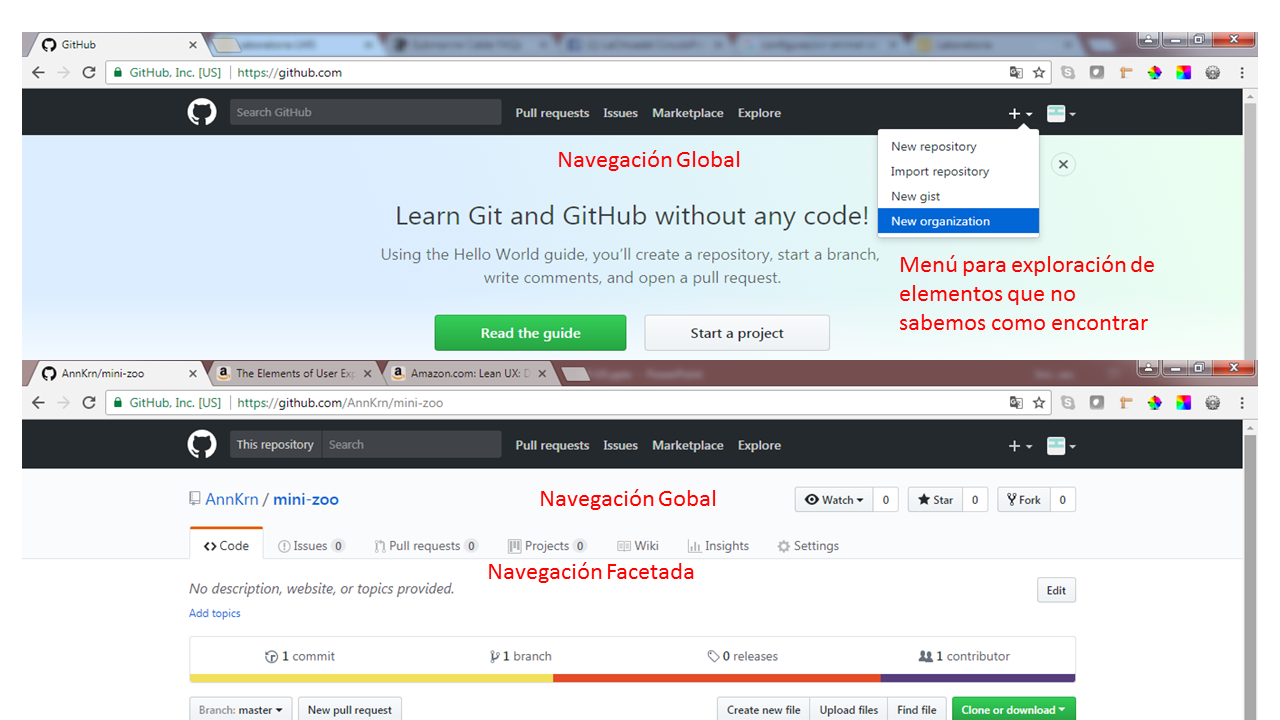 GitHub
GitHub, Inc. [US] https://github.com
Search GitHub Pull requests Issues Marketplace Explore
Navegación Global
New repository
Import repository
New gist
New organization
Learn Git and GitHub without any code!
Using the Hello World guide, you'll create a repository, start a branch,
write comments, and open a pull request.
Menú para exploración de
elementos que no
sabemos como encontrar
Read the guide Start a project
AnnKrn/mini-zoo The Elements of User Exp Amazon.com: Lean UX: D
GitHub, Inc. [US] https://github.com/AnnKrn/mini-zoo
This repository Search Pull requests Issues Marketplace Explore
AnnKrn / mini-zoo Navegación Gobal Watch 0 Star 0 Fork 0
Code Issues 0 Pull requests 0 Projects 0 Wiki Insights Settings
Navegación Facetada
No description, website, or topics provided. Edit
Add topics
1 commit 1 branch 0 releases 1 contributor
Branch: master New pull request Create new file Upload files Find file Clone or download